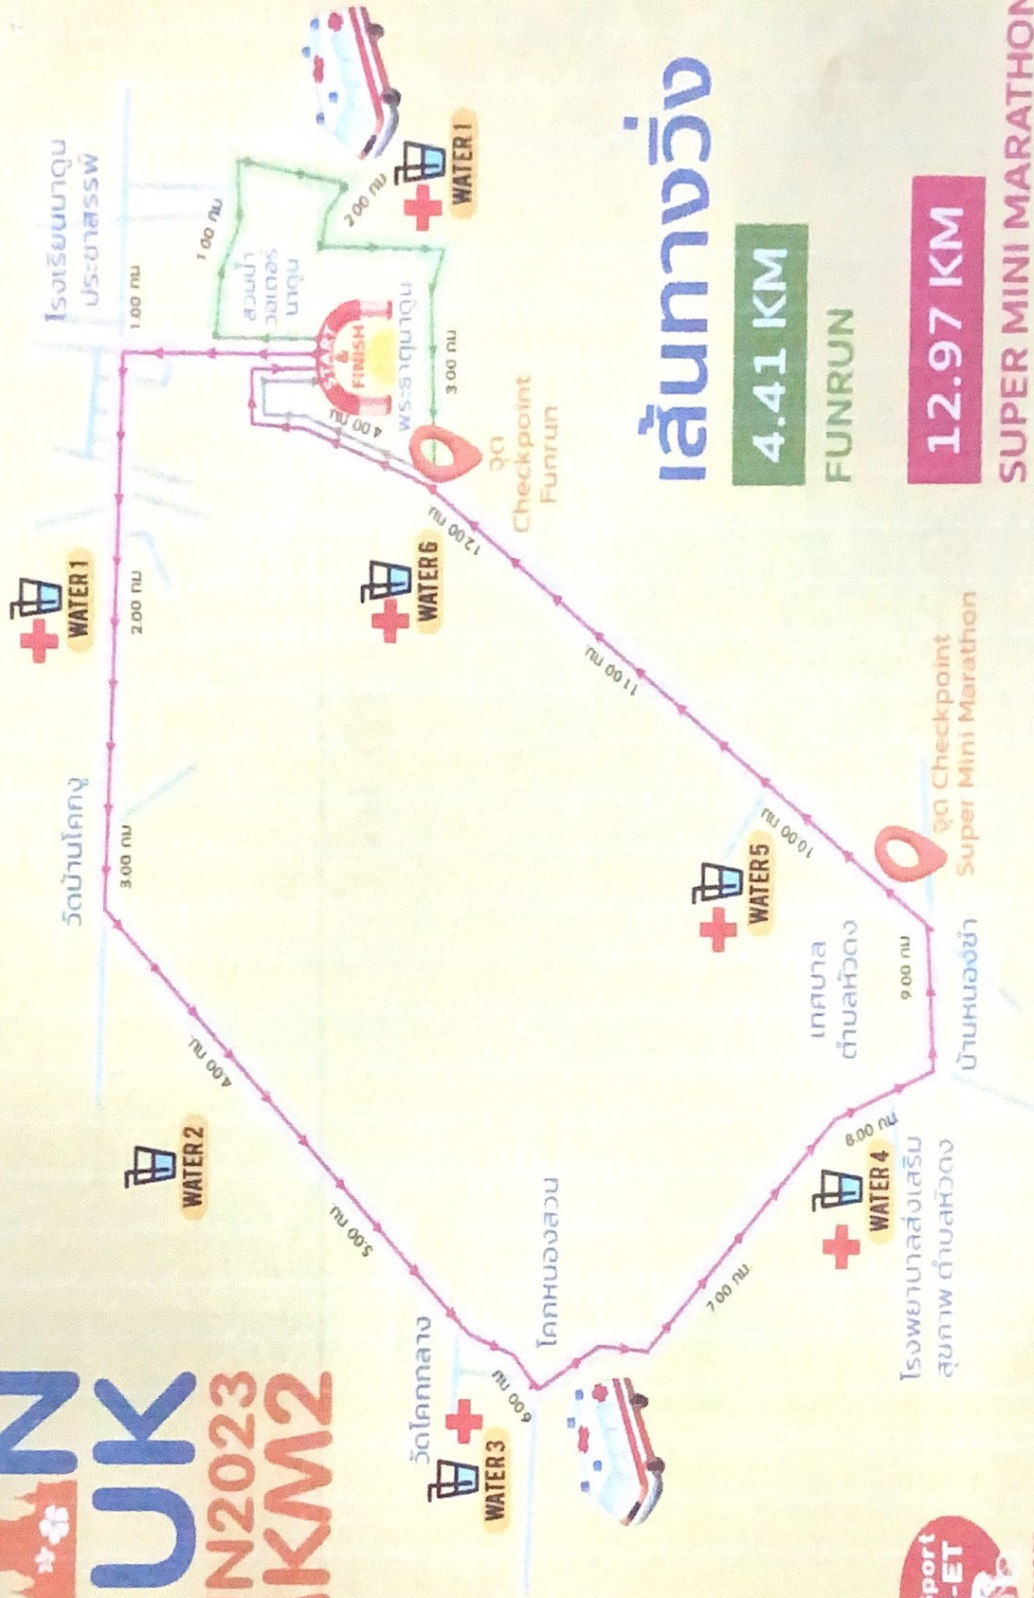 N
UK
N2023
KM2
โรงเรียนนาดูน
ประชาสรรพ์
1.00 กม
WATER 1
2.00 กม
วัดบ้านโคกงู
3.00 กม
4.00 กม.
WATER 2
5.00 กม
วัดโคกกลาง
6.00 กม
WATER 3
โคกหนองสวน
7.00 กม.
WATER 4
8.00 กม
โรงพยาบาลส่งเสริม
สุขภาพ ตำบลหัวดง
บ้านหนองซำ
9.00 กม
เทศบาล
ตำบลหัวดง
จุด Checkpoint
Super Mini Marathon
WATER 5
10.00 กม
11.00 กม.
WATER 6
12.00 กม
จุด
Checkpoint
Funrun
START
&
FINISH
พระธาตุนาดูน
4.00 กม
3.00 กม
สวนน้ำ
วอเตอร์
นาดูน
1.00 กม
2.00 กม
WATER 1
เส้นทางวิ่ง
4.41 KM
FUNRUN
12.97 KM
SUPER MINI MARATHON
port
-ET